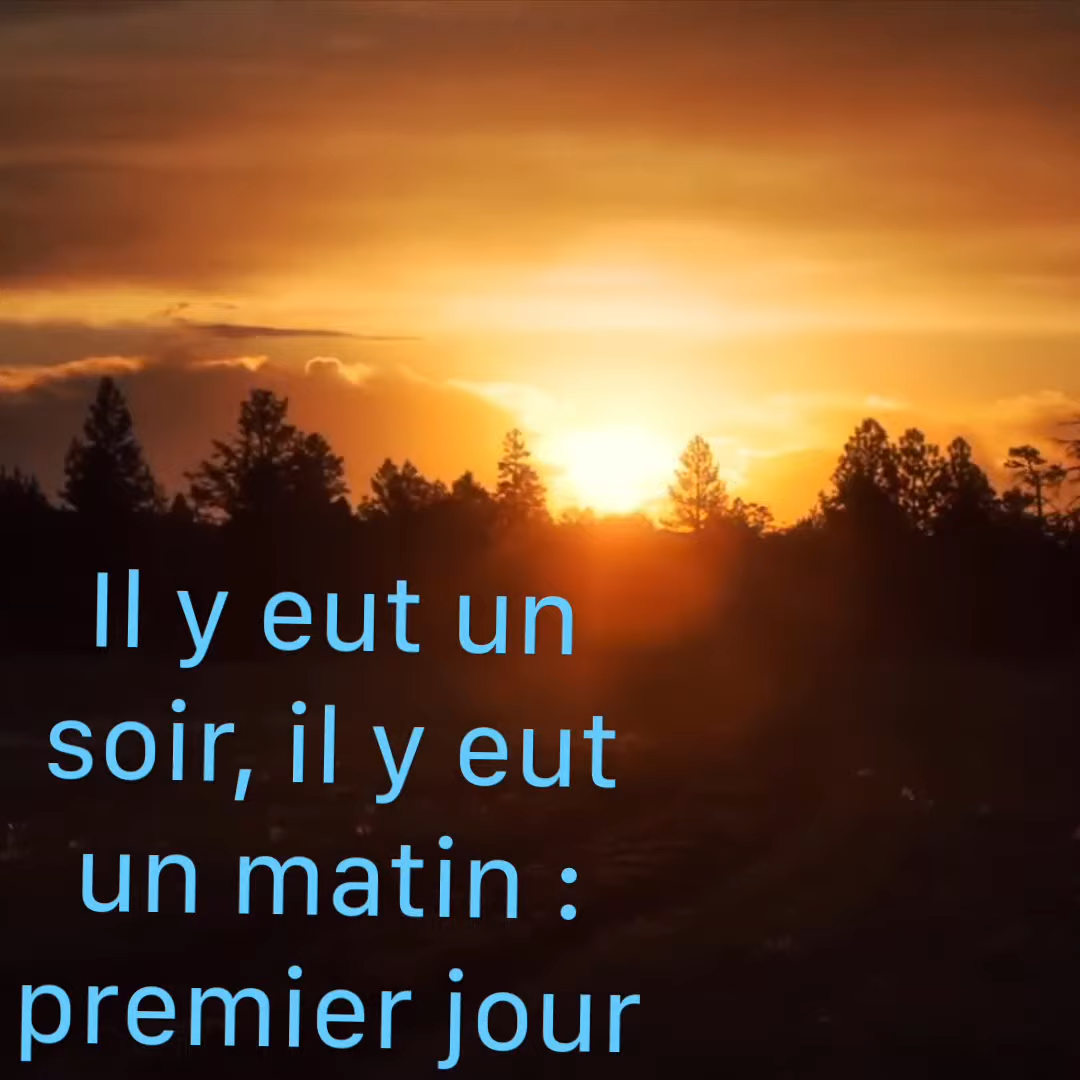 Il y eut un
soir, il y eut
un matin :
premier jour